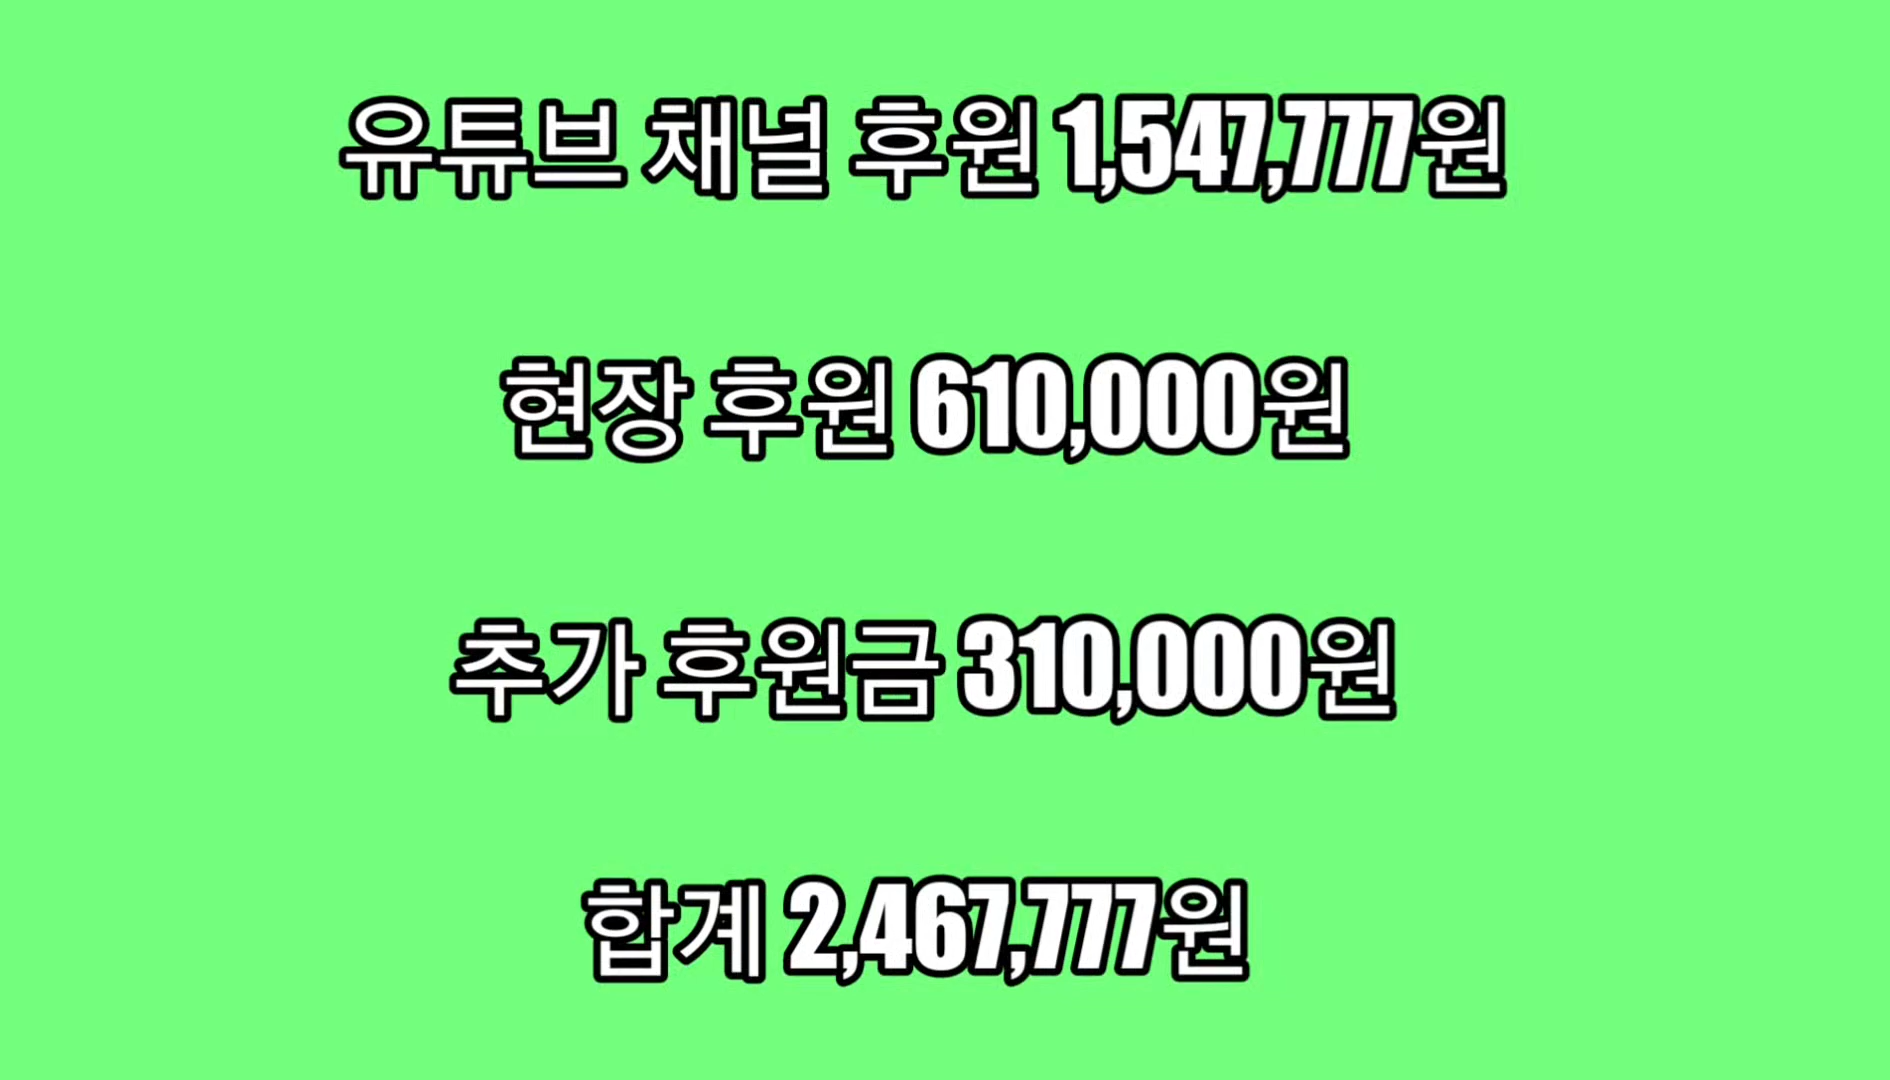 유튜브 채널 후원 1,547,777원
현장 후원 610,000원
추가 후원금 310,000원
합계 2,467,777원